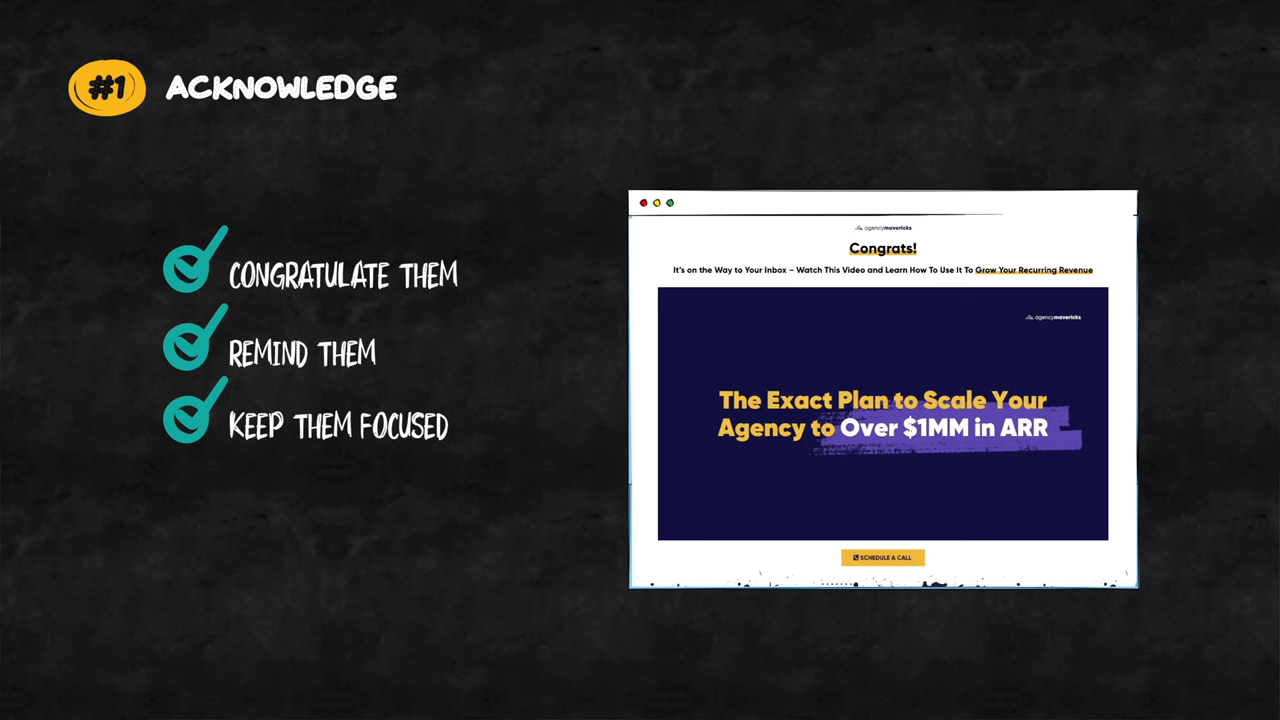 #1
ACKNOWLEDGE
CONGRATULATE THEM
REMIND THEM
KEEP THEM FOCUSED
agencymavericks
Congrats!
It's on the Way to Your Inbox – Watch This Video and Learn How To Use It To Grow Your Recurring Revenue
agencymavericks
The Exact Plan to Scale Your
Agency to Over $1MM in ARR
SCHEDULE A CALL